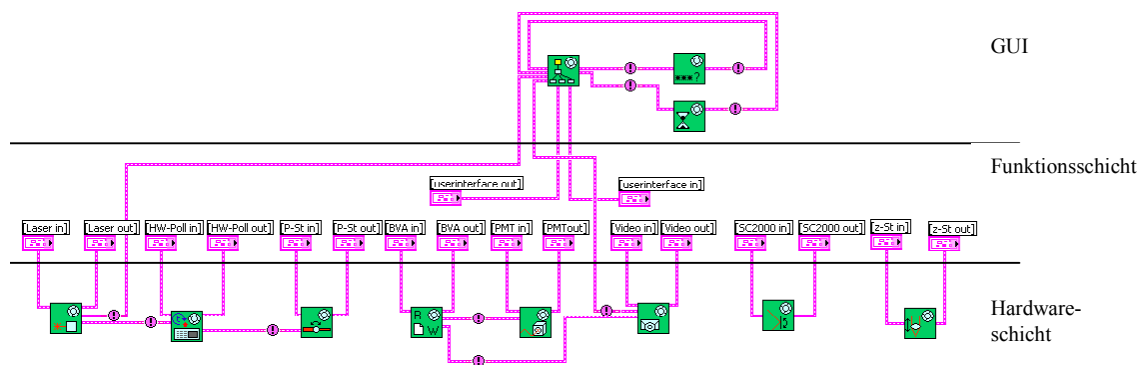 GUI
***?
Funktionsschicht
[userinterface out]
[userinterface in]
[Laser in]
[Laser out]
[HW-Poll in]
[HW-Poll out]
[P-St in]
[P-St out]
[BVA in]
[BVA out]
[PMT in]
[PMTout]
[Video in]
[Video out]
[SC2000 in]
[SC2000 out]
[z-St in]
[z-St out]
R
W
Hardware-
schicht